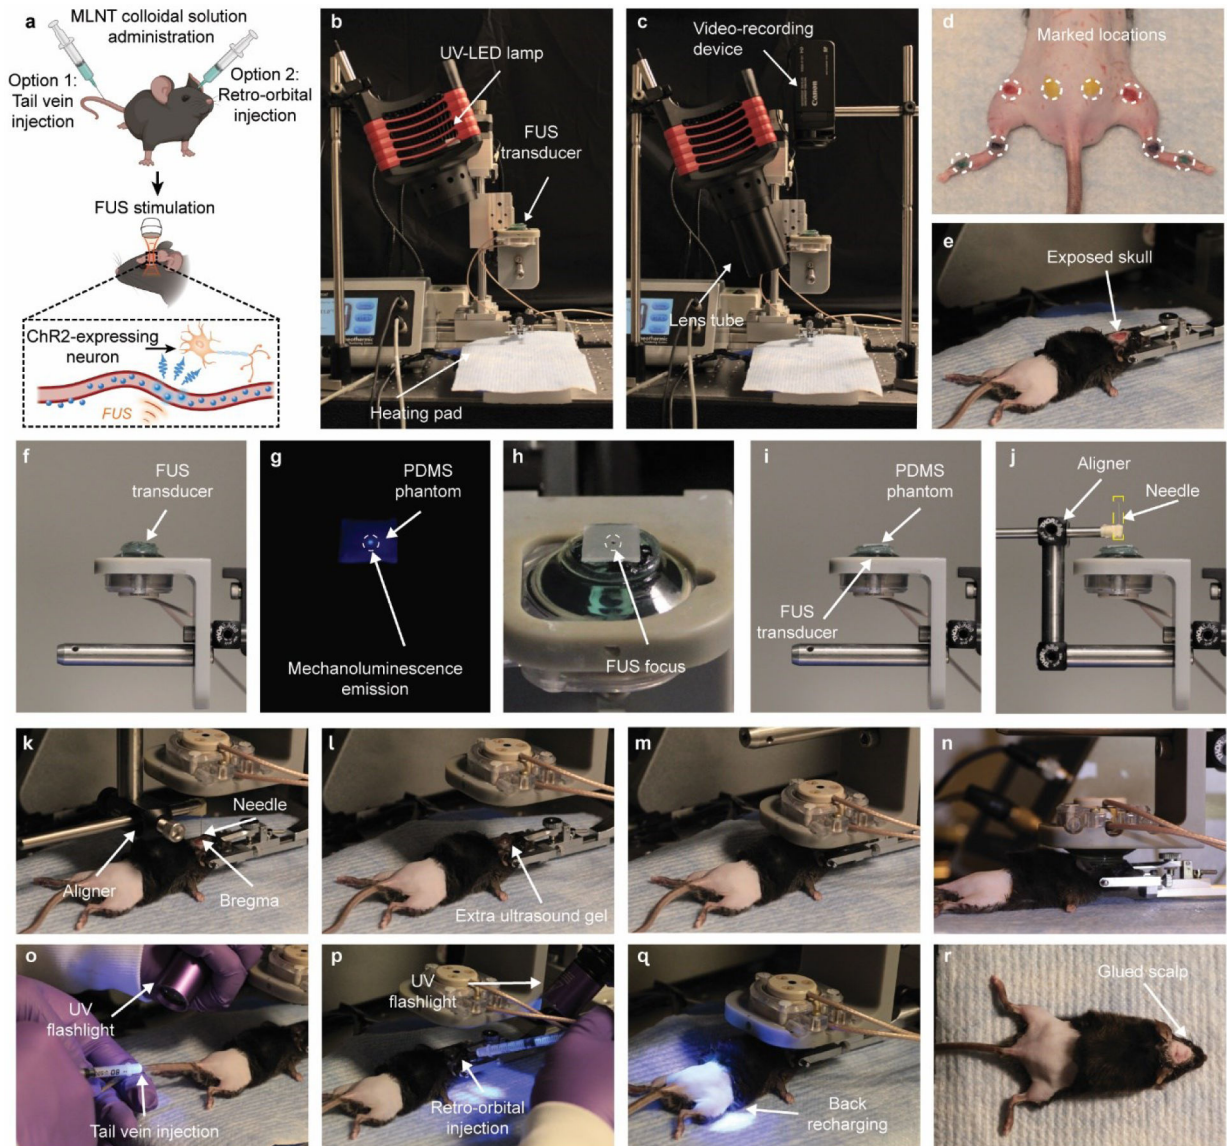 a
MLNT colloidal solution
administration
Option 1:
Tail vein
injection
Option 2:
Retro-orbital
injection
FUS stimulation
ChR2-expressing
neuron
FUS
b
UV-LED lamp
FUS
transducer
Heating pad
c
Video-recording
device
Canon
Lens tube
d
Marked locations
e
Exposed skull
f
FUS
transducer
g
PDMS
phantom
Mechanoluminescence
emission
h
FUS focus
i
PDMS
phantom
FUS
transducer
j
Aligner
Needle
k
Needle
Aligner
Bregma
l
Extra ultrasound gel
m
n
o
UV
flashlight
Tail vein injection
p
UV
flashlight
Retro-orbital
injection
q
Back
recharging
r
Glued scalp